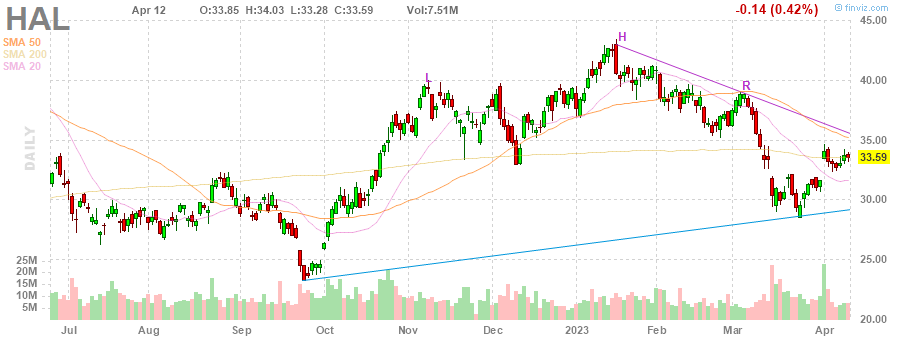 HAL
Apr 12 O:33.85 H:34.03 L:33.28 C:33.59 Vol:7.51M -0.14 (0.42%) © finviz.com
SMA 50
SMA 200
SMA 20
DAILY
L
H
R
45.00
40.00
35.00
33.59
30.00
25.00
20.00
25M
20M
15M
10M
5M
Jul Aug Sep Oct Nov Dec 2023 Feb Mar Apr